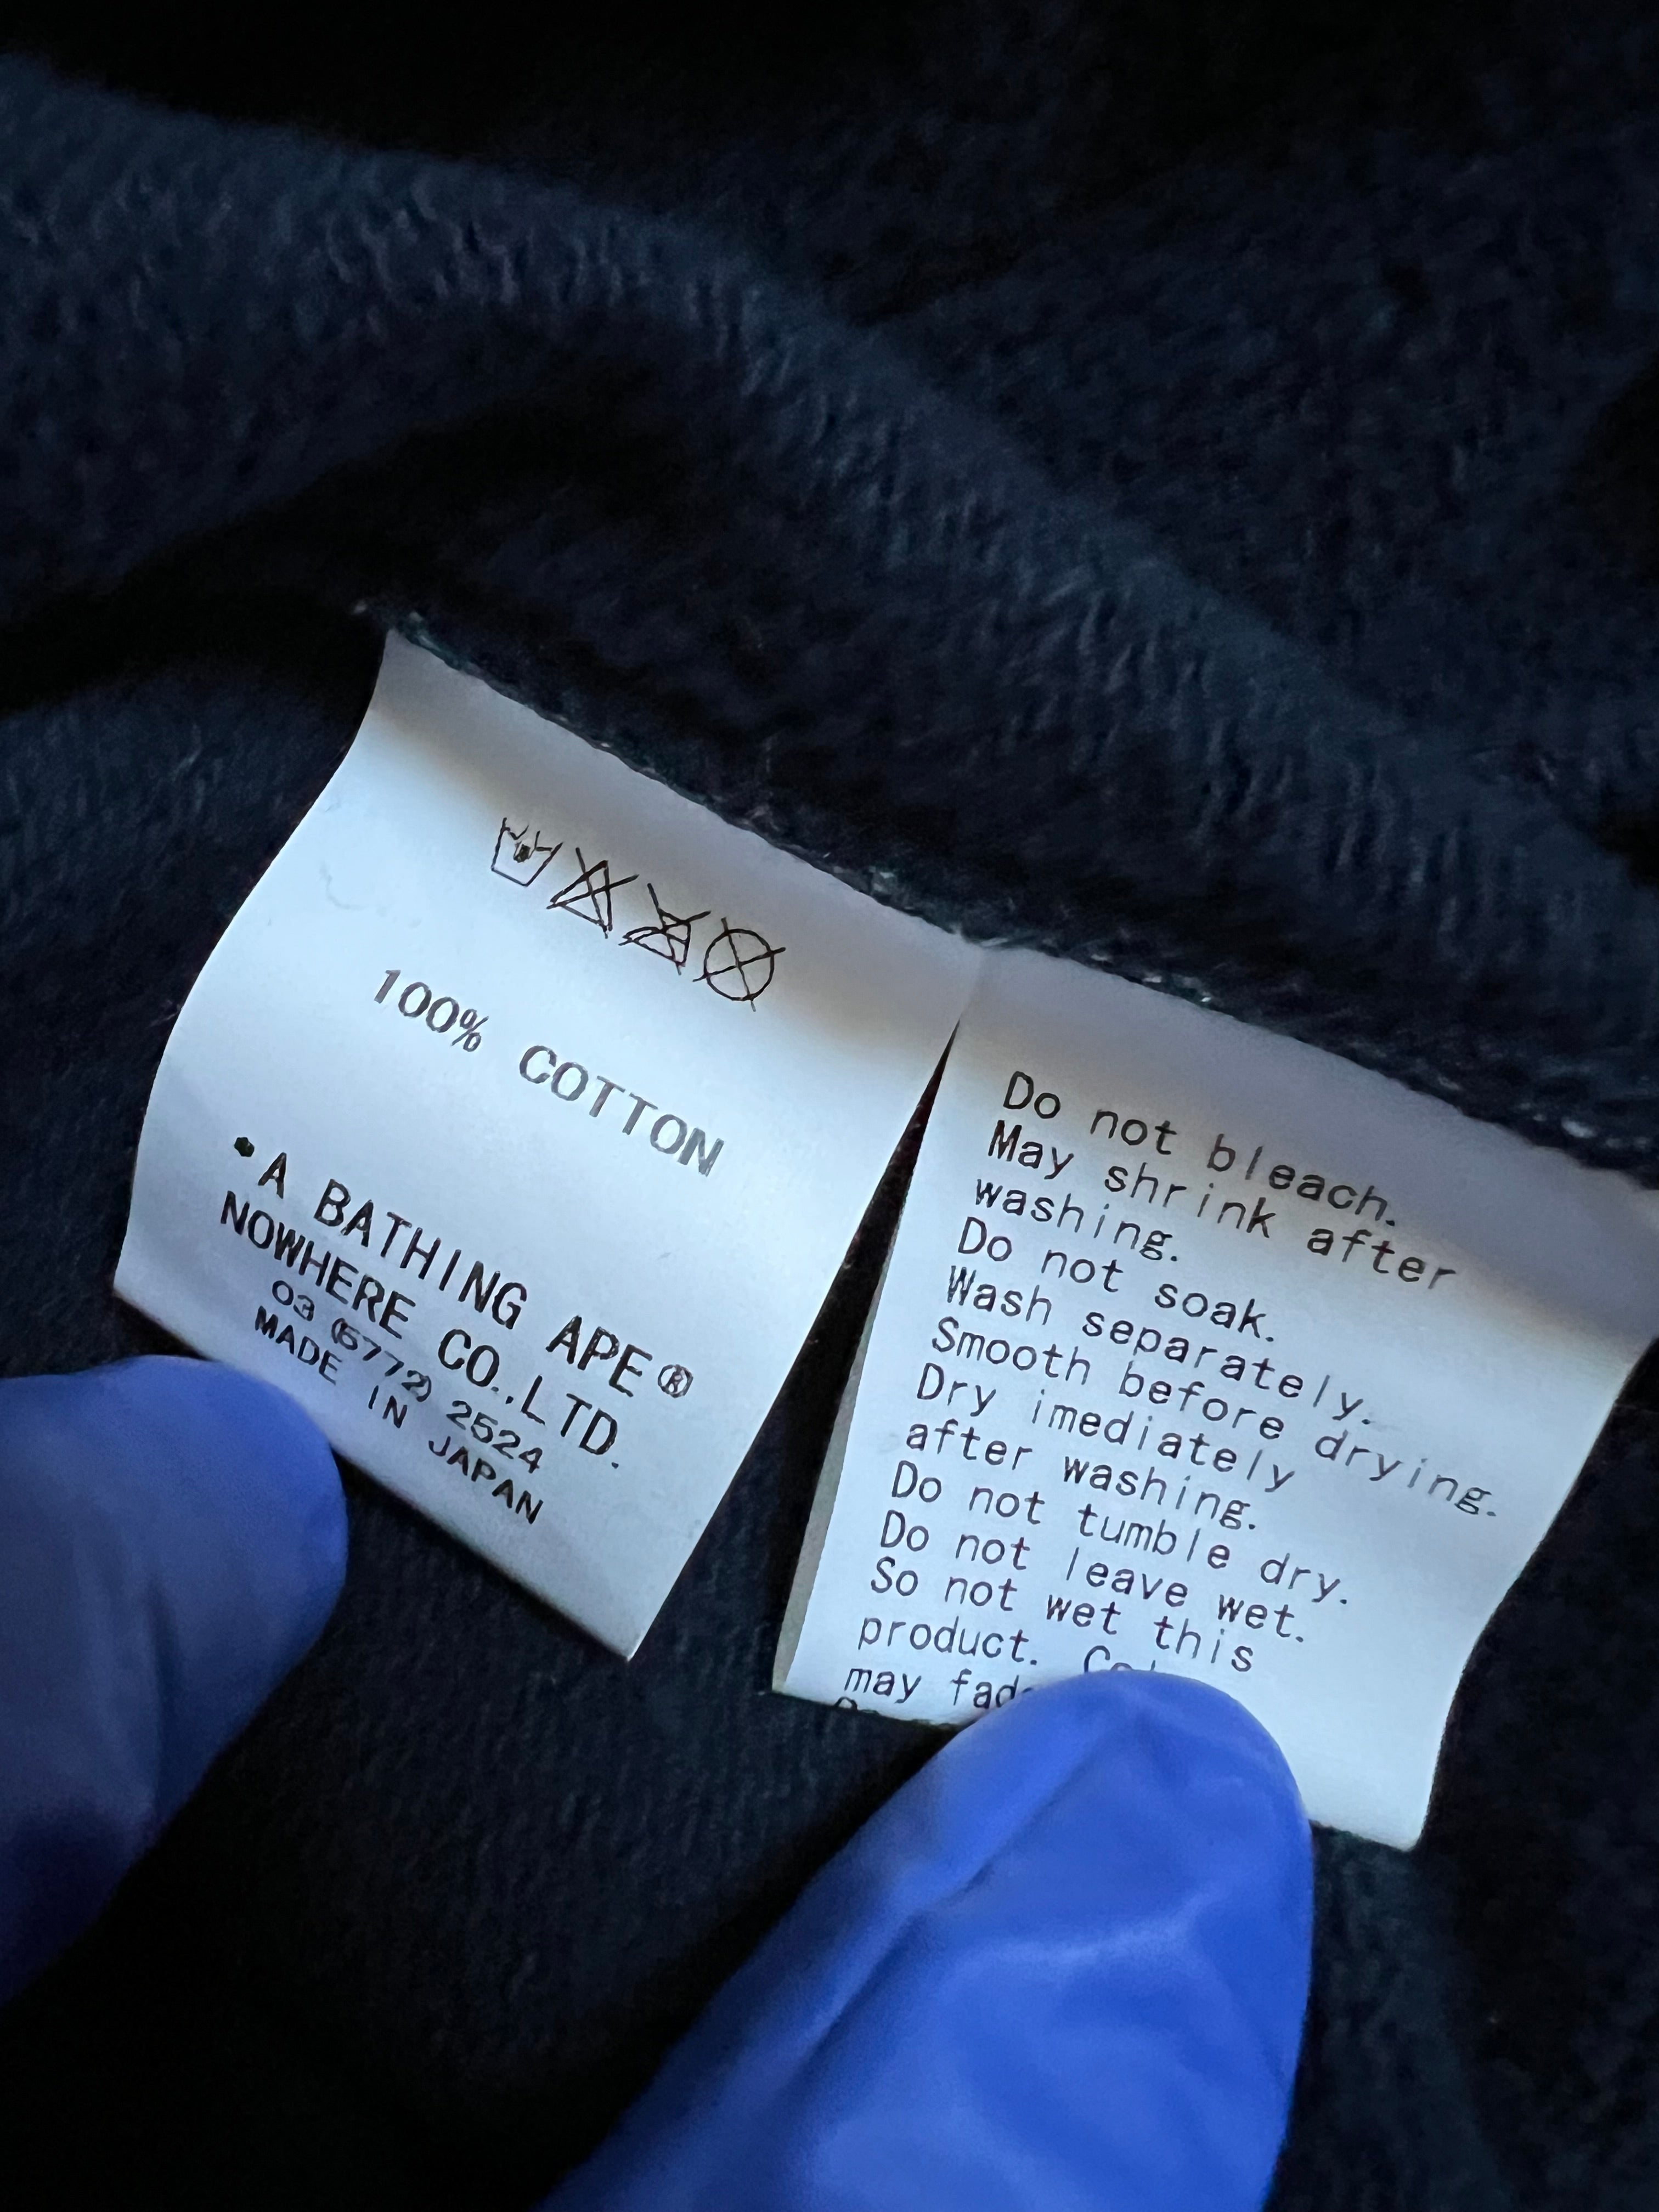 100% COTTON
A BATHING APE®
NOWHERE CO.,LTD.
03 (5772) 2524
MADE IN JAPAN
Do not bleach.
May shrink after
washing.
Do not soak.
Wash separately.
Smooth before drying.
Dry imediately
after washing.
Do not tumble dry.
Do not leave wet.
So not wet this
product.
may